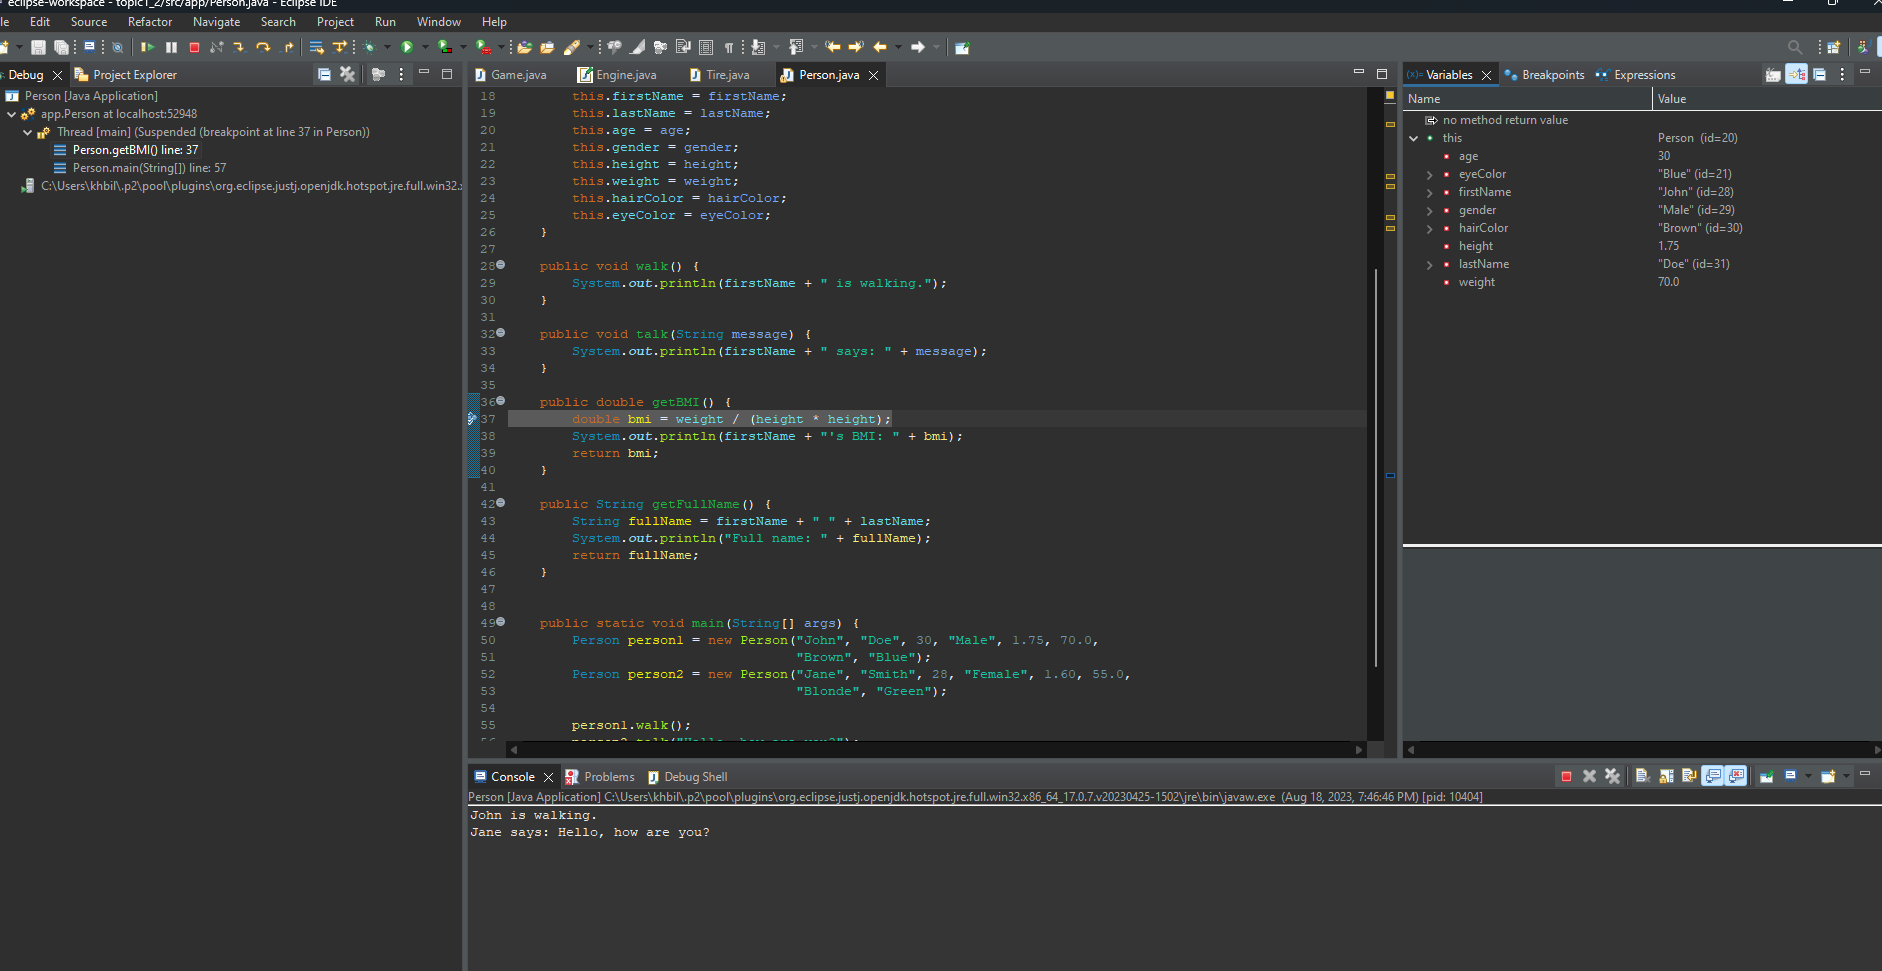 eclipse-workspace - topic1_2/src/app/Person.java - Eclipse IDE
le Edit Source Refactor Navigate Search Project Run Window Help
Debug Project Explorer
Person [Java Application]
app.Person at localhost:52948
Thread [main] (Suspended (breakpoint at line 37 in Person))
Person.getBMI() line: 37
Person.main(String[]) line: 57
C:\Users\khbil\.p2\pool\plugins\org.eclipse.justj.openjdk.hotspot.jre.full.win32.
Game.java Engine.java Tire.java Person.java
18 this.firstName = firstName;
19 this.lastName = lastName;
20 this.age = age;
21 this.gender = gender;
22 this.height = height;
23 this.weight = weight;
24 this.hairColor = hairColor;
25 this.eyeColor = eyeColor;
26 }
27
28 public void walk() {
29 System.out.println(firstName + " is walking.");
30 }
31
32 public void talk(String message) {
33 System.out.println(firstName + " says: " + message);
34 }
35
36 public double getBMI() {
37 double bmi = weight / (height * height);
38 System.out.println(firstName + "'s BMI: " + bmi);
39 return bmi;
40 }
41
42 public String getFullName() {
43 String fullName = firstName + " " + lastName;
44 System.out.println("Full name: " + fullName);
45 return fullName;
46 }
47
48
49 public static void main(String[] args) {
50 Person person1 = new Person("John", "Doe", 30, "Male", 1.75, 70.0,
51 "Brown", "Blue");
52 Person person2 = new Person("Jane", "Smith", 28, "Female", 1.60, 55.0,
53 "Blonde", "Green");
54
55 person1.walk();
Variables Breakpoints Expressions
Name Value
no method return value
this Person (id=20)
age 30
eyeColor "Blue" (id=21)
firstName "John" (id=28)
gender "Male" (id=29)
hairColor "Brown" (id=30)
height 1.75
lastName "Doe" (id=31)
weight 70.0
Console Problems Debug Shell
Person [Java Application] C:\Users\khbil\.p2\pool\plugins\org.eclipse.justj.openjdk.hotspot.jre.full.win32.x86_64_17.0.7.v20230425-1502\jre\bin\javaw.exe (Aug 18, 2023, 7:46:46 PM) [pid: 10404]
John is walking.
Jane says: Hello, how are you?